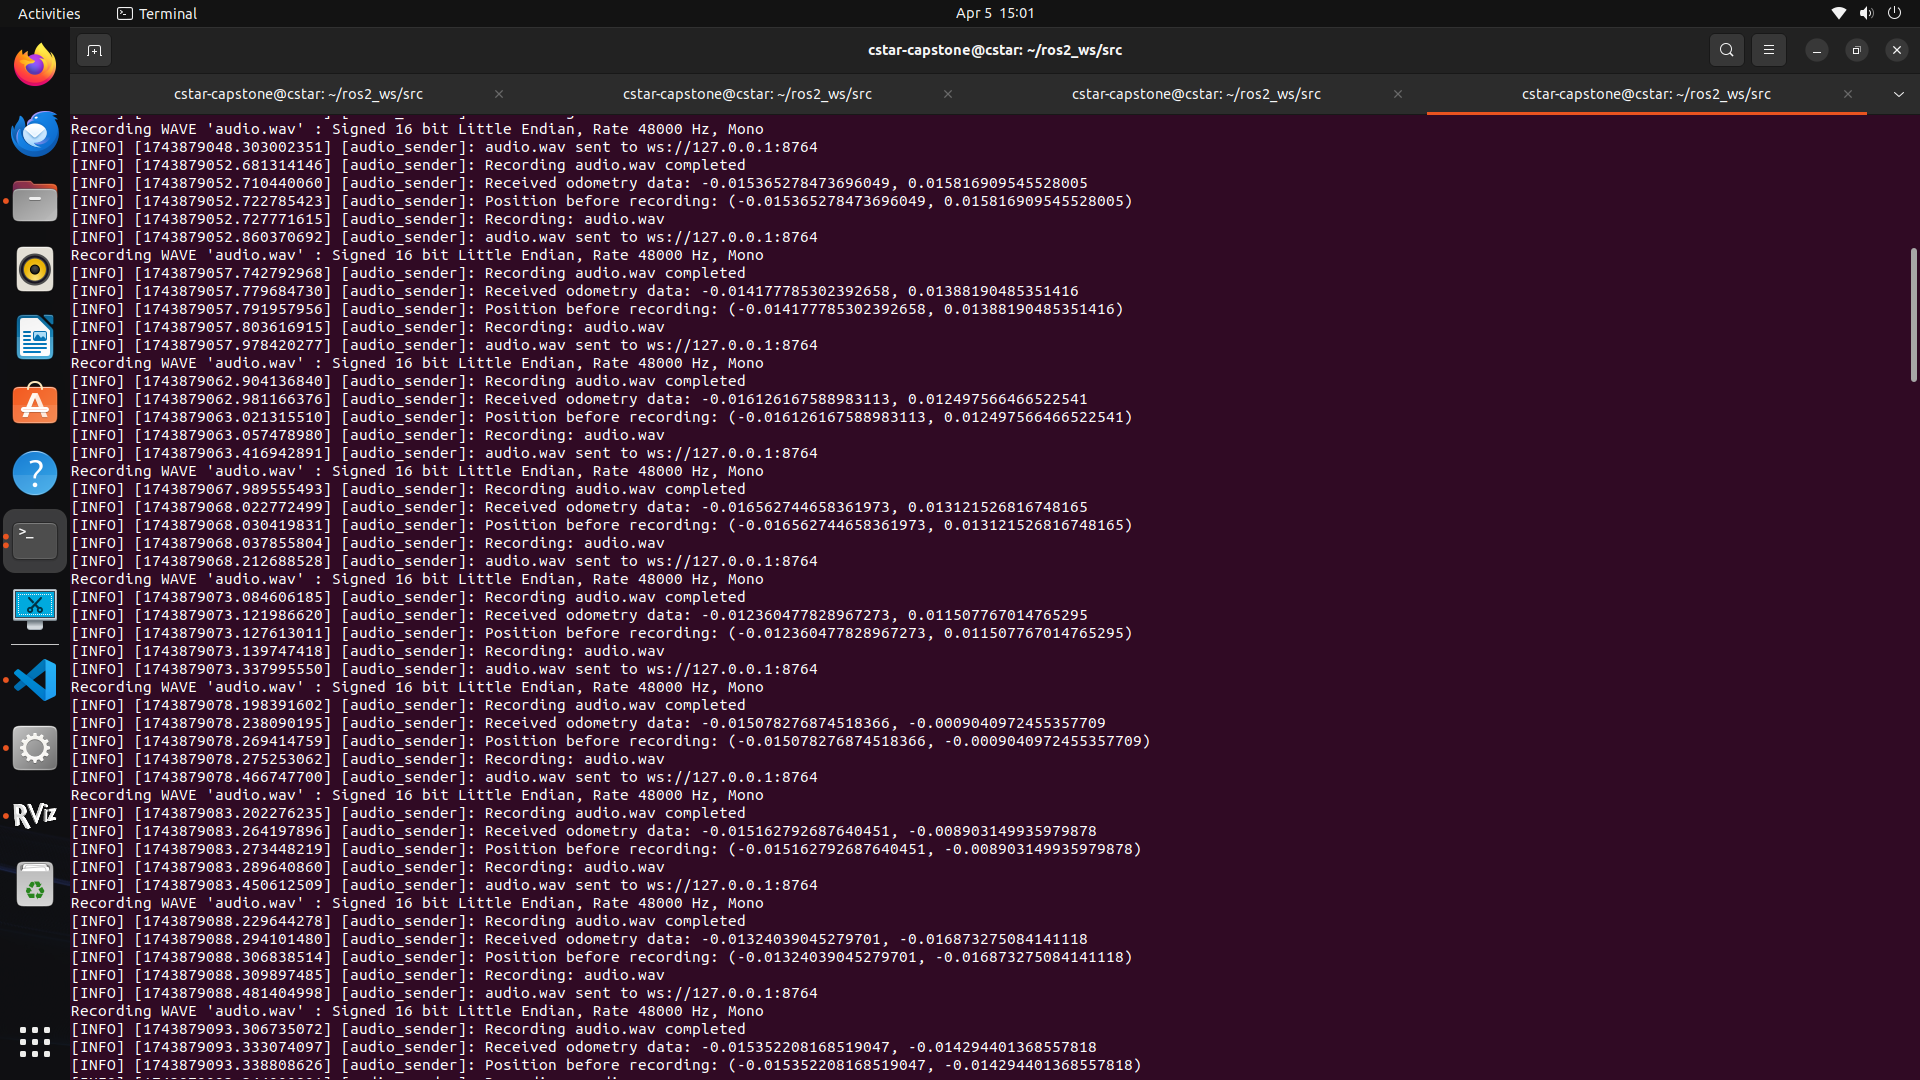 Activities
Terminal
Apr 5 15:01
cstar-capstone@cstar: ~/ros2_ws/src
cstar-capstone@cstar: ~/ros2_ws/src
cstar-capstone@cstar: ~/ros2_ws/src
cstar-capstone@cstar: ~/ros2_ws/src
cstar-capstone@cstar: ~/ros2_ws/src
Recording WAVE 'audio.wav' : Signed 16 bit Little Endian, Rate 48000 Hz, Mono
[INFO] [1743879048.303002351] [audio_sender]: audio.wav sent to ws://127.0.0.1:8764
[INFO] [1743879052.681314146] [audio_sender]: Recording audio.wav completed
[INFO] [1743879052.710440060] [audio_sender]: Received odometry data: -0.015365278473696049, 0.015816909545528005
[INFO] [1743879052.722785423] [audio_sender]: Position before recording: (-0.015365278473696049, 0.015816909545528005)
[INFO] [1743879052.727771615] [audio_sender]: Recording: audio.wav
[INFO] [1743879052.860370692] [audio_sender]: audio.wav sent to ws://127.0.0.1:8764
Recording WAVE 'audio.wav' : Signed 16 bit Little Endian, Rate 48000 Hz, Mono
[INFO] [1743879057.742792968] [audio_sender]: Recording audio.wav completed
[INFO] [1743879057.779684730] [audio_sender]: Received odometry data: -0.014177785302392658, 0.01388190485351416
[INFO] [1743879057.791957956] [audio_sender]: Position before recording: (-0.014177785302392658, 0.01388190485351416)
[INFO] [1743879057.803616915] [audio_sender]: Recording: audio.wav
[INFO] [1743879057.978420277] [audio_sender]: audio.wav sent to ws://127.0.0.1:8764
Recording WAVE 'audio.wav' : Signed 16 bit Little Endian, Rate 48000 Hz, Mono
[INFO] [1743879062.904136840] [audio_sender]: Recording audio.wav completed
[INFO] [1743879062.981166376] [audio_sender]: Received odometry data: -0.016126167588983113, 0.012497566466522541
[INFO] [1743879063.021315510] [audio_sender]: Position before recording: (-0.016126167588983113, 0.012497566466522541)
[INFO] [1743879063.057478980] [audio_sender]: Recording: audio.wav
[INFO] [1743879063.416942891] [audio_sender]: audio.wav sent to ws://127.0.0.1:8764
Recording WAVE 'audio.wav' : Signed 16 bit Little Endian, Rate 48000 Hz, Mono
[INFO] [1743879067.989555493] [audio_sender]: Recording audio.wav completed
[INFO] [1743879068.022772499] [audio_sender]: Received odometry data: -0.016562744658361973, 0.013121526816748165
[INFO] [1743879068.030419831] [audio_sender]: Position before recording: (-0.016562744658361973, 0.013121526816748165)
[INFO] [1743879068.037855804] [audio_sender]: Recording: audio.wav
[INFO] [1743879068.212688528] [audio_sender]: audio.wav sent to ws://127.0.0.1:8764
Recording WAVE 'audio.wav' : Signed 16 bit Little Endian, Rate 48000 Hz, Mono
[INFO] [1743879073.084606185] [audio_sender]: Recording audio.wav completed
[INFO] [1743879073.121986620] [audio_sender]: Received odometry data: -0.012360477828967273, 0.011507767014765295
[INFO] [1743879073.127613011] [audio_sender]: Position before recording: (-0.012360477828967273, 0.011507767014765295)
[INFO] [1743879073.139747418] [audio_sender]: Recording: audio.wav
[INFO] [1743879073.337995550] [audio_sender]: audio.wav sent to ws://127.0.0.1:8764
Recording WAVE 'audio.wav' : Signed 16 bit Little Endian, Rate 48000 Hz, Mono
[INFO] [1743879078.198391602] [audio_sender]: Recording audio.wav completed
[INFO] [1743879078.238090195] [audio_sender]: Received odometry data: -0.015078276874518366, -0.0009040972455357709
[INFO] [1743879078.269414759] [audio_sender]: Position before recording: (-0.015078276874518366, -0.0009040972455357709)
[INFO] [1743879078.275253062] [audio_sender]: Recording: audio.wav
[INFO] [1743879078.466747700] [audio_sender]: audio.wav sent to ws://127.0.0.1:8764
Recording WAVE 'audio.wav' : Signed 16 bit Little Endian, Rate 48000 Hz, Mono
[INFO] [1743879083.202276235] [audio_sender]: Recording audio.wav completed
[INFO] [1743879083.264197896] [audio_sender]: Received odometry data: -0.015162792687640451, -0.008903149935979878
[INFO] [1743879083.273448219] [audio_sender]: Position before recording: (-0.015162792687640451, -0.008903149935979878)
[INFO] [1743879083.289640860] [audio_sender]: Recording: audio.wav
[INFO] [1743879083.450612509] [audio_sender]: audio.wav sent to ws://127.0.0.1:8764
Recording WAVE 'audio.wav' : Signed 16 bit Little Endian, Rate 48000 Hz, Mono
[INFO] [1743879088.229644278] [audio_sender]: Recording audio.wav completed
[INFO] [1743879088.294101480] [audio_sender]: Received odometry data: -0.01324039045279701, -0.016873275084141118
[INFO] [1743879088.306838514] [audio_sender]: Position before recording: (-0.01324039045279701, -0.016873275084141118)
[INFO] [1743879088.309897485] [audio_sender]: Recording: audio.wav
[INFO] [1743879088.481404998] [audio_sender]: audio.wav sent to ws://127.0.0.1:8764
Recording WAVE 'audio.wav' : Signed 16 bit Little Endian, Rate 48000 Hz, Mono
[INFO] [1743879093.306735072] [audio_sender]: Recording audio.wav completed
[INFO] [1743879093.333074097] [audio_sender]: Received odometry data: -0.015352208168519047, -0.014294401368557818
[INFO] [1743879093.338808626] [audio_sender]: Position before recording: (-0.015352208168519047, -0.014294401368557818)
RViz